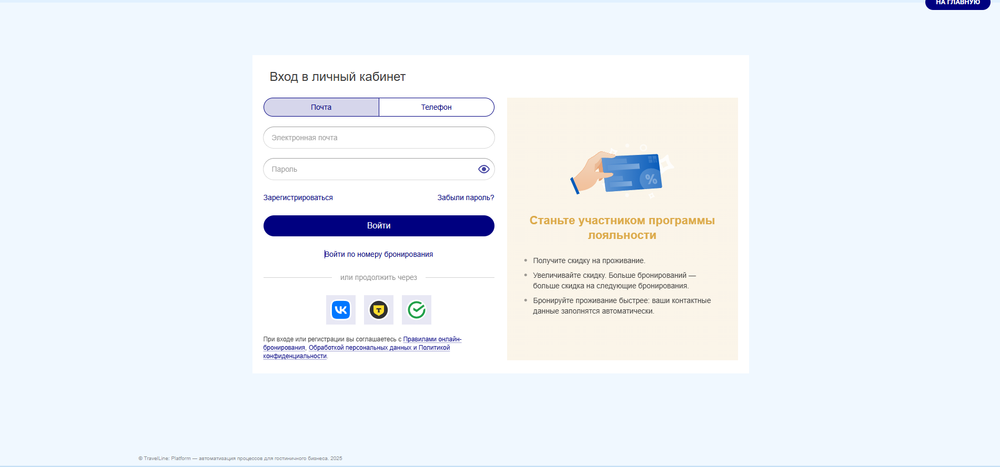 НА ГЛАВНУЮ
Вход в личный кабинет
Почта
Телефон
Электронная почта
Пароль
Зарегистрироваться
Забыли пароль?
Войти
Войти по номеру бронирования
или продолжить через
При входе или регистрации вы соглашаетесь с Правилами онлайн-
бронирования, Обработкой персональных данных и Политикой
конфиденциальности.
%
Станьте участником программы
лояльности
Получите скидку на проживание.
Увеличивайте скидку. Больше бронирований —
больше скидка на следующие бронирования.
Бронируйте проживание быстрее: ваши контактные
данные заполнятся автоматически.
© TravelLine: Platform — автоматизация процессов для гостиничного бизнеса. 2025